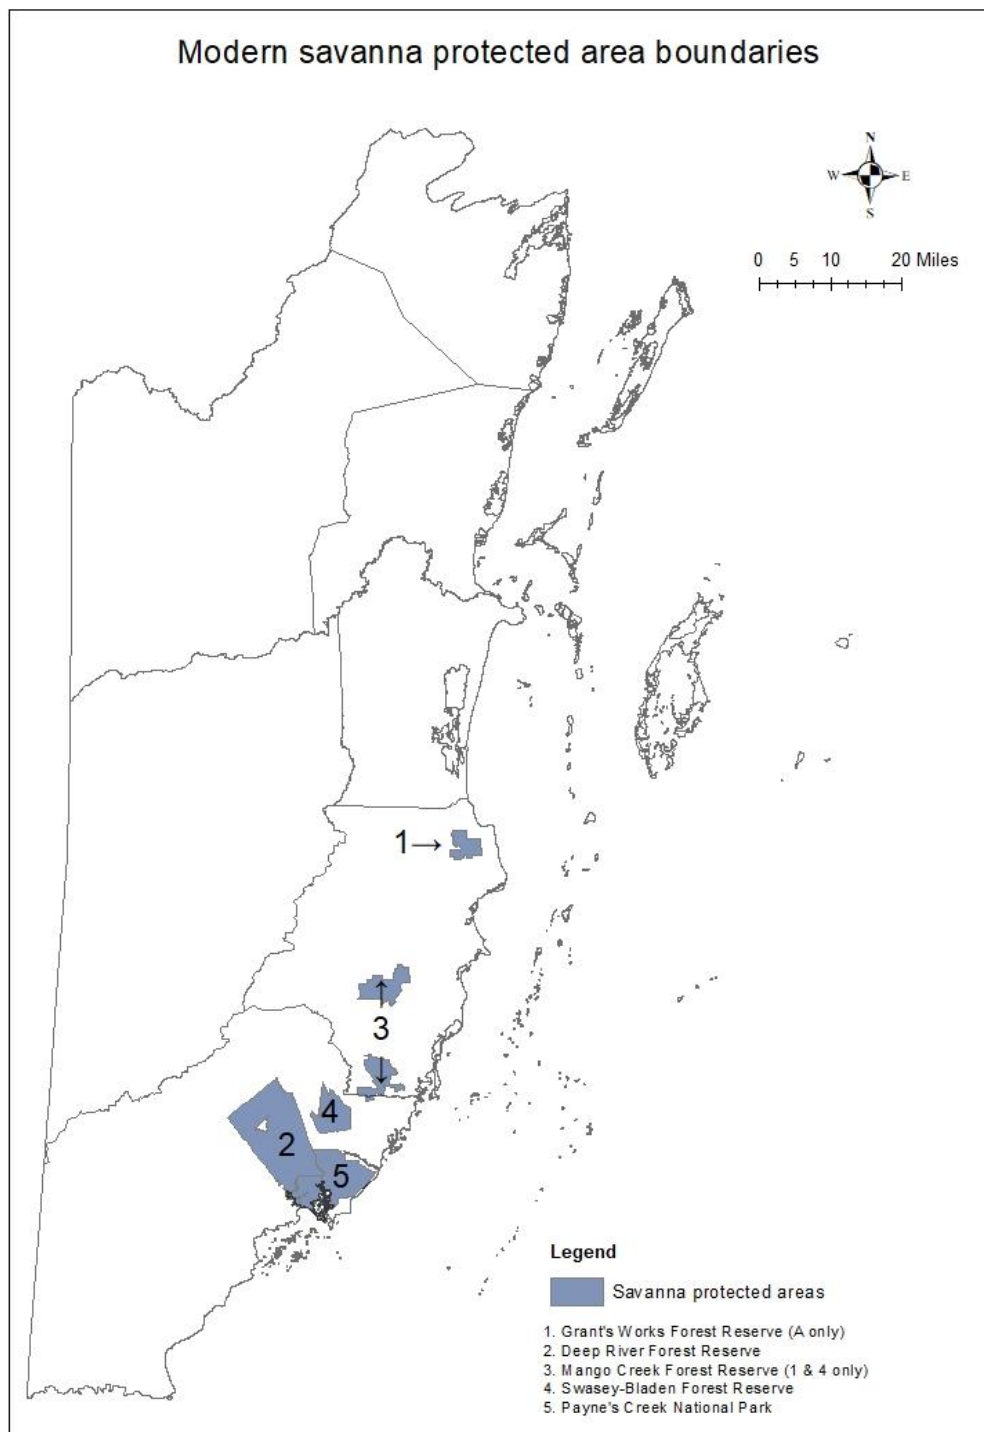 Modern savanna protected area boundaries
N
W E
S
0 5 10 20 Miles
1→
3
4
2
5
Legend
Savanna protected areas
1. Grant's Works Forest Reserve (A only)
2. Deep River Forest Reserve
3. Mango Creek Forest Reserve (1 & 4 only)
4. Swasey-Bladen Forest Reserve
5. Payne's Creek National Park